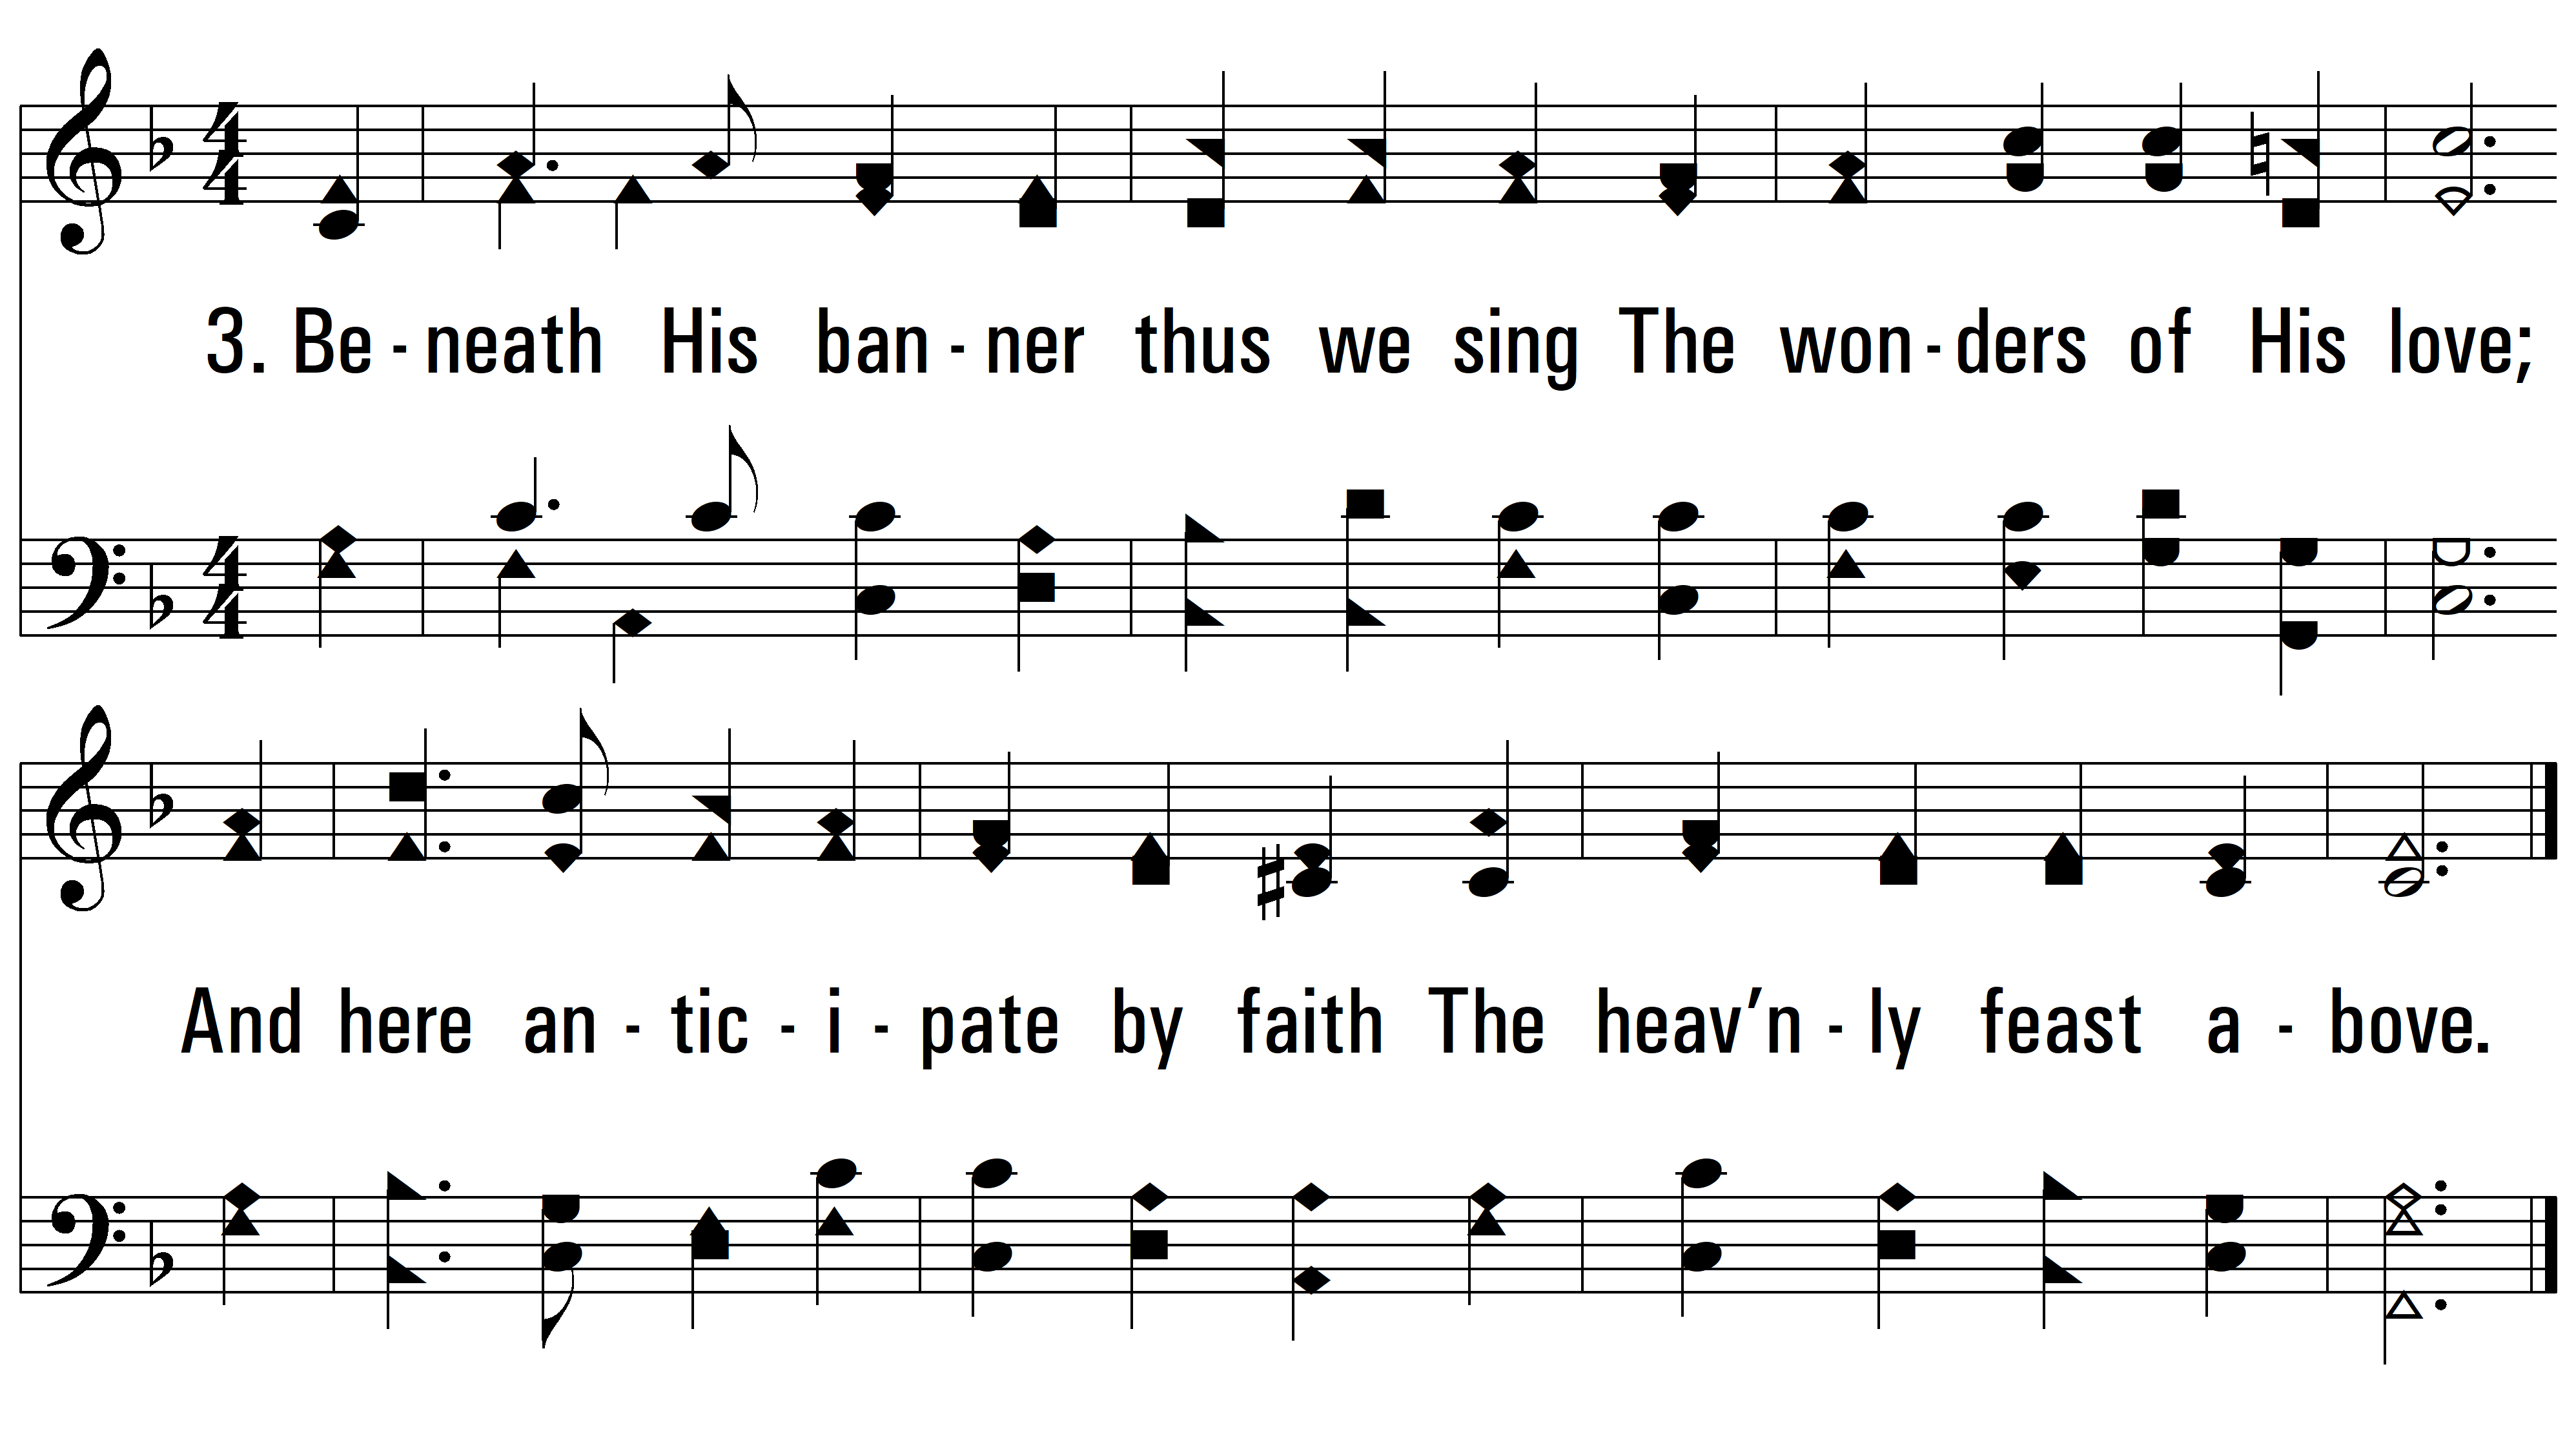 3. Be - neath His ban - ner thus we sing The won - ders of His love;
And here an - tic - i - pate by faith The heav’n - ly feast a - bove.